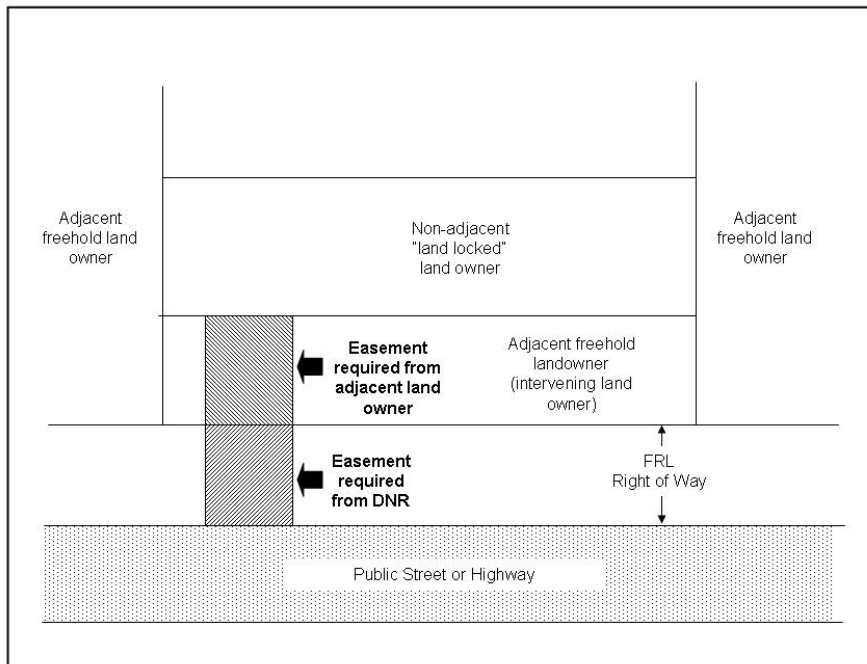 Adjacent
freehold land
owner
Non-adjacent
"land locked"
land owner
Adjacent
freehold land
owner
Easement
required from
adjacent land
owner
Adjacent freehold
landowner
(intervening land
owner)
Easement
required
from DNR
FRL
Right of Way
Public Street or Highway